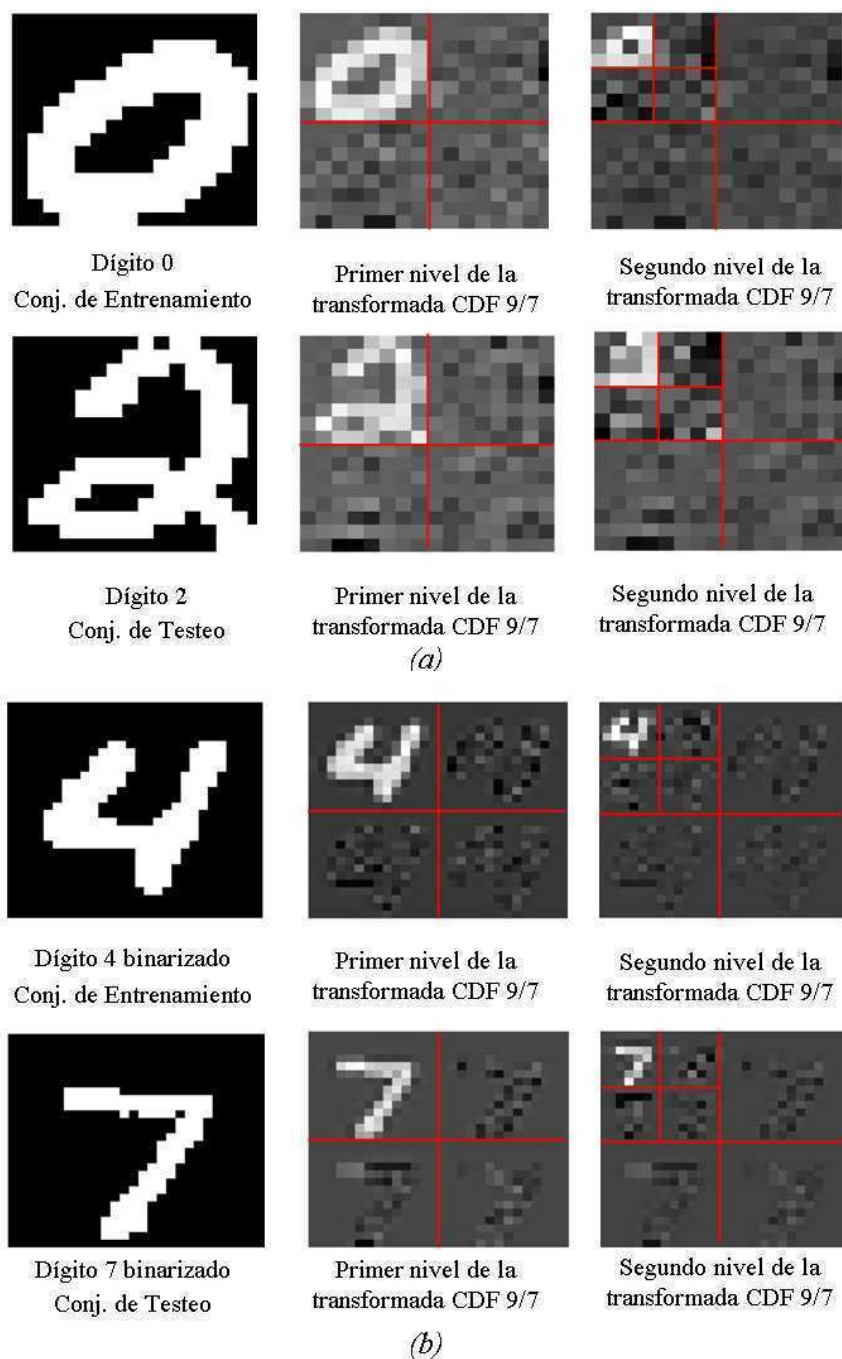 Dígito 0
Conj. de Entrenamiento
Primer nivel de la
transformada CDF 9/7
Segundo nivel de la
transformada CDF 9/7
Dígito 2
Conj. de Testeo
Primer nivel de la
transformada CDF 9/7
Segundo nivel de la
transformada CDF 9/7
(a)
Dígito 4 binarizado
Conj. de Entrenamiento
Primer nivel de la
transformada CDF 9/7
Segundo nivel de la
transformada CDF 9/7
Dígito 7 binarizado
Conj. de Testeo
Primer nivel de la
transformada CDF 9/7
Segundo nivel de la
transformada CDF 9/7
(b)